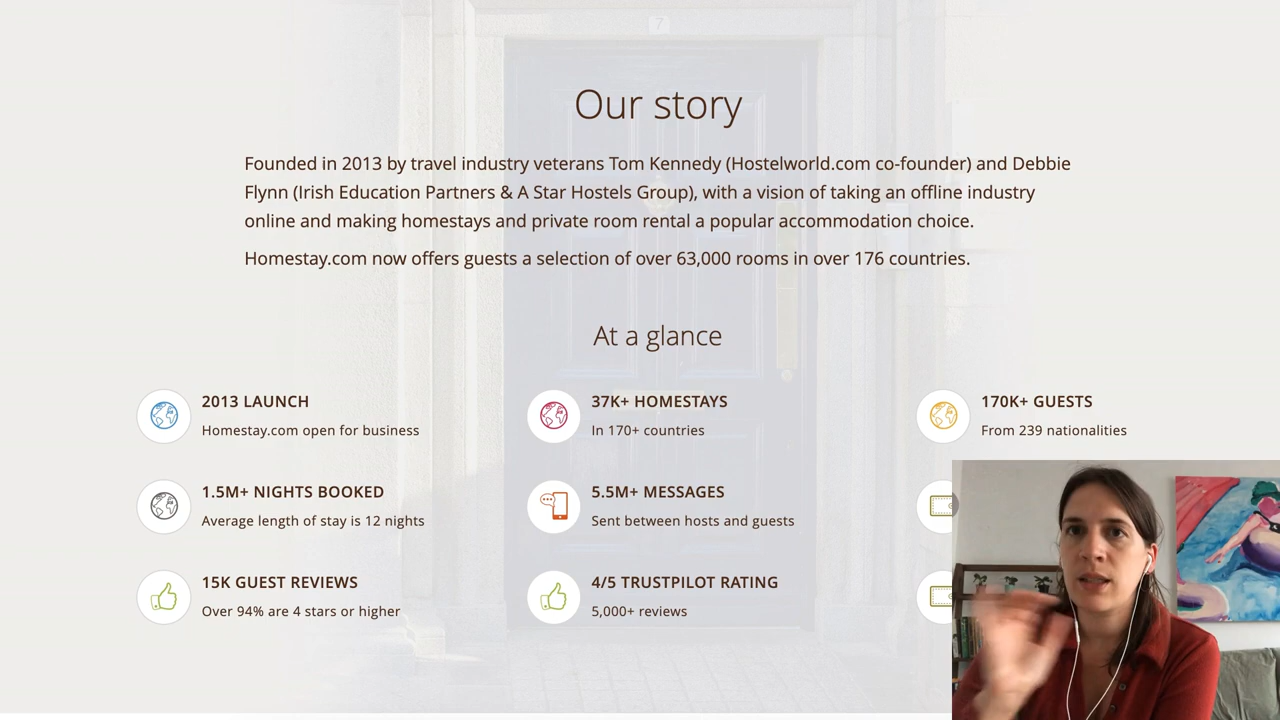 7
Our story
Founded in 2013 by travel industry veterans Tom Kennedy (Hostelworld.com co-founder) and Debbie
Flynn (Irish Education Partners & A Star Hostels Group), with a vision of taking an offline industry
online and making homestays and private room rental a popular accommodation choice.
Homestay.com now offers guests a selection of over 63,000 rooms in over 176 countries.
At a glance
2013 LAUNCH
Homestay.com open for business
37K+ HOMESTAYS
In 170+ countries
170K+ GUESTS
From 239 nationalities
1.5M+ NIGHTS BOOKED
Average length of stay is 12 nights
5.5M+ MESSAGES
Sent between hosts and guests
15K GUEST REVIEWS
Over 94% are 4 stars or higher
4/5 TRUSTPILOT RATING
5,000+ reviews